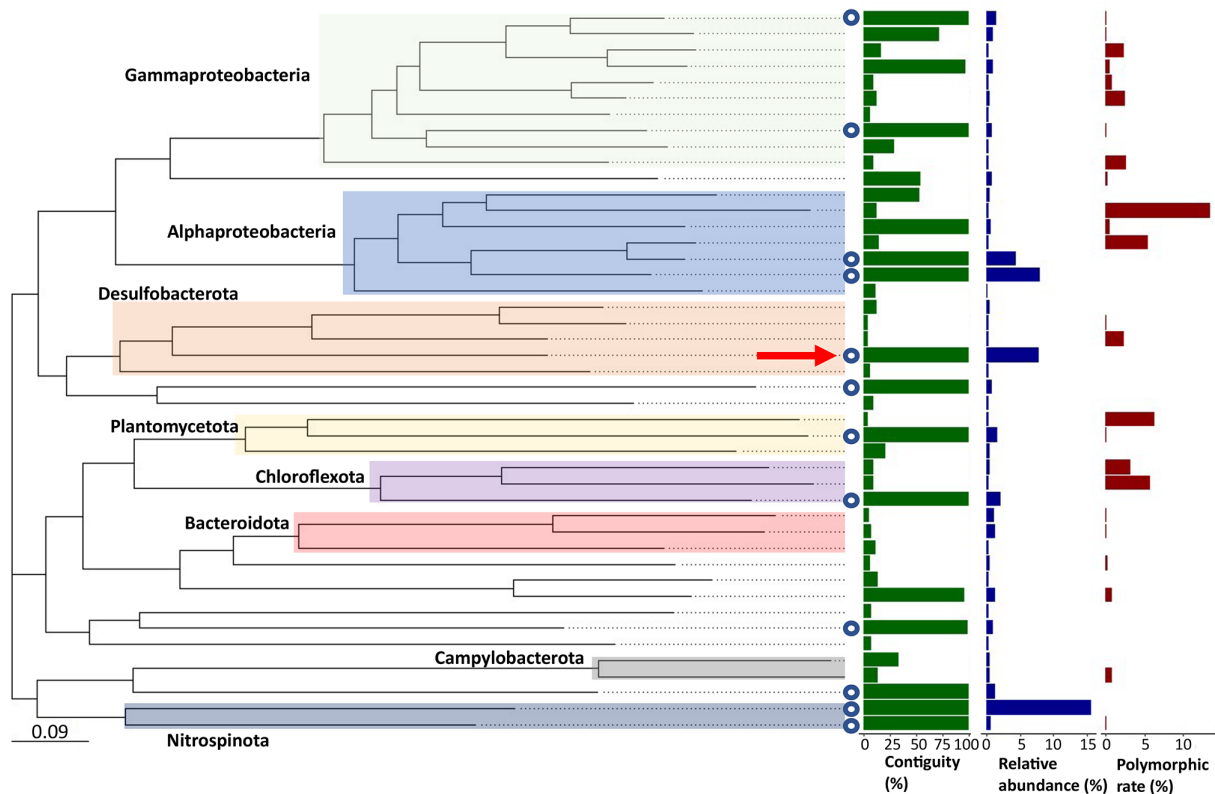 Gammaproteobacteria
Alphaproteobacteria
Desulfobacterota
Plantomycetota
Chloroflexota
Bacteroidota
Campylobacterota
Nitrospinota
0.09
0 25 50 75 100
0 5 10 15
0 5 10
Contiguity
(%)
Relative
abundance (%)
Polymorphic
rate (%)